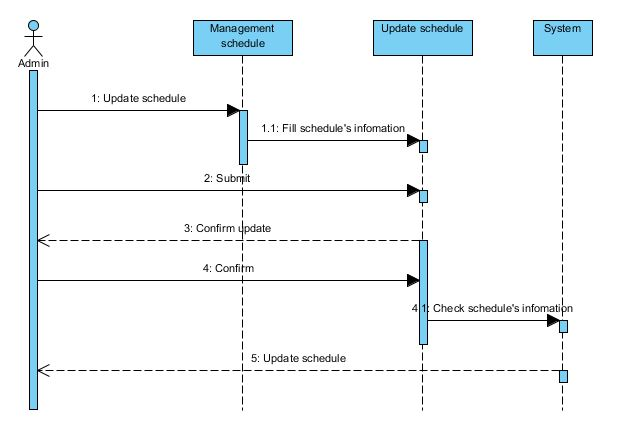 Management
schedule
Update schedule
System
Admin
1: Update schedule
1.1: Fill schedule's infomation
2: Submit
3: Confirm update
4: Confirm
4.1: Check schedule's infomation
5: Update schedule